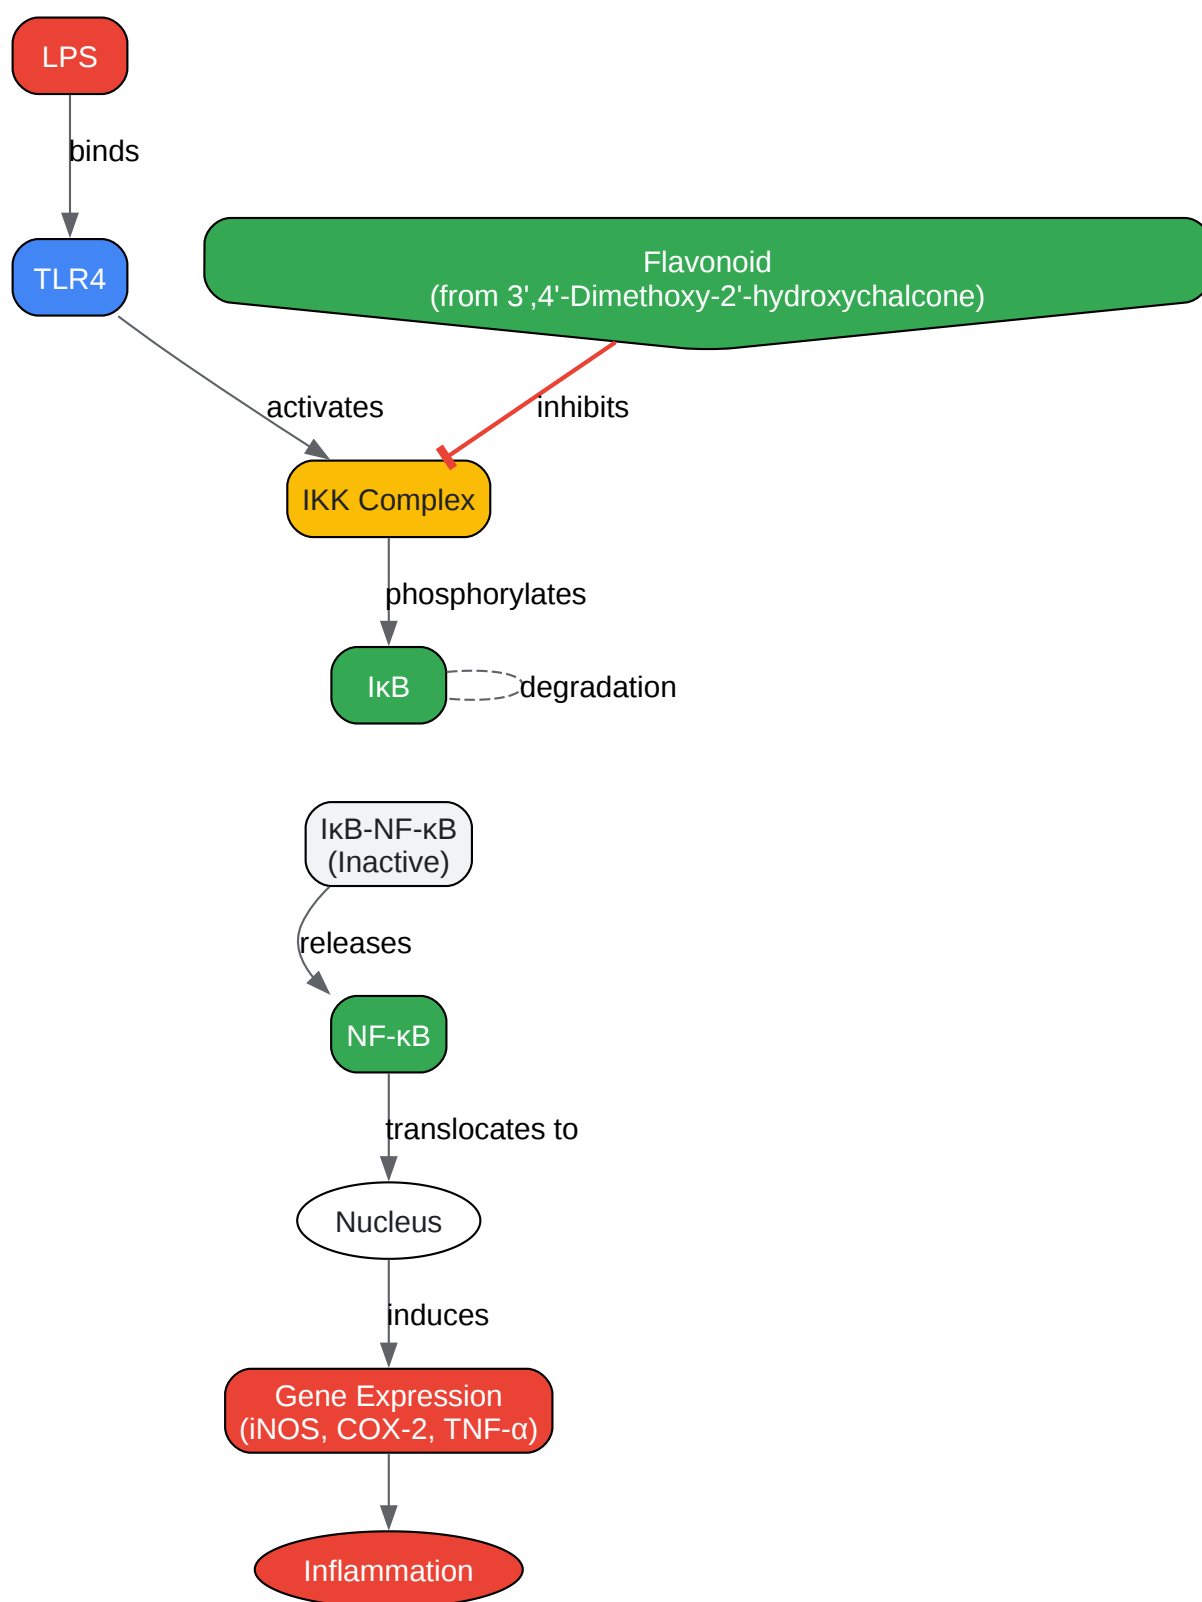 LPS
binds
TLR4
Flavonoid
(from 3',4'-Dimethoxy-2'-hydroxychalcone)
activates
inhibits
IKK Complex
phosphorylates
IκB
degradation
IκB-NF-κB
(Inactive)
releases
NF-κB
translocates to
Nucleus
induces
Gene Expression
(iNOS, COX-2, TNF-α)
Inflammation